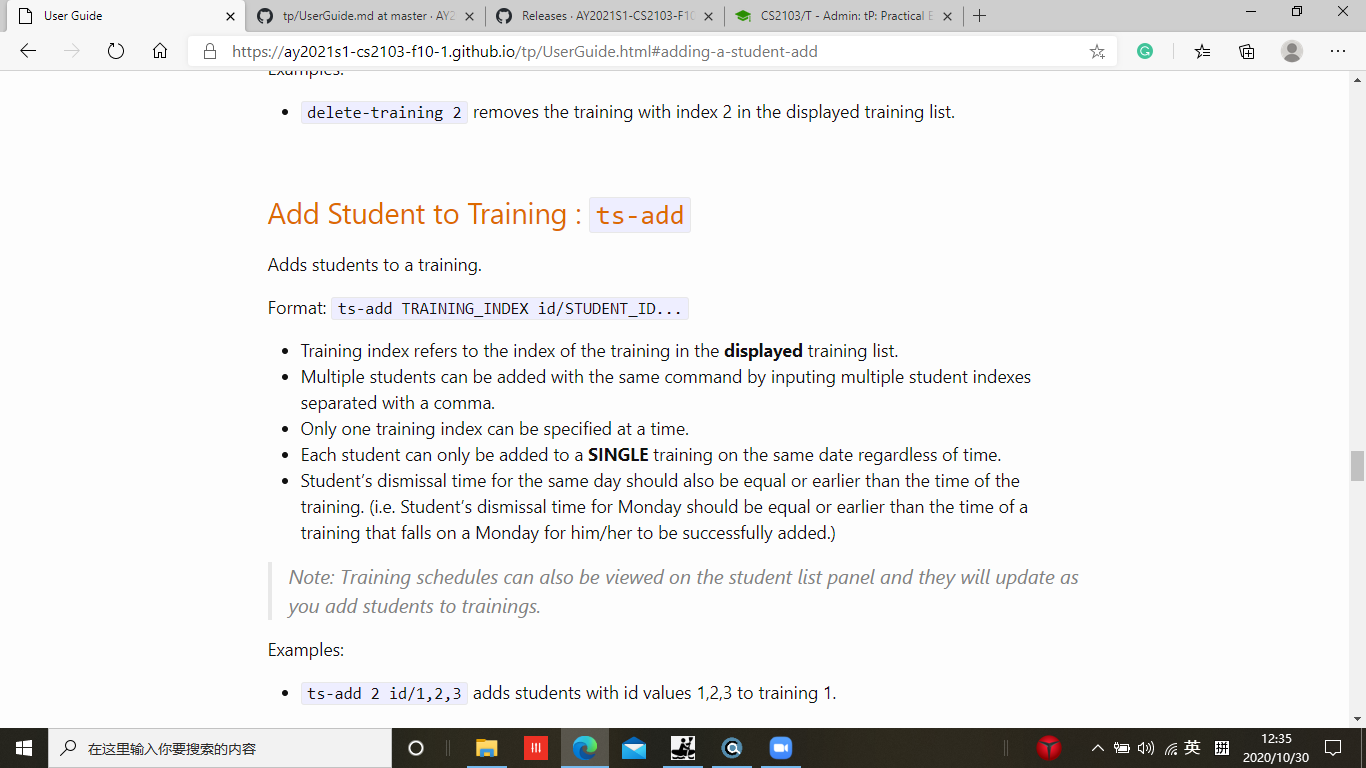 User Guide
tp/UserGuide.md at master · AY2
Releases · AY2021S1-CS2103-F10
CS2103/T - Admin: tP: Practical E
https://ay2021s1-cs2103-f10-1.github.io/tp/UserGuide.html#adding-a-student-add
Examples:
delete-training 2 removes the training with index 2 in the displayed training list.
Add Student to Training : ts-add
Adds students to a training.
Format: ts-add TRAINING_INDEX id/STUDENT_ID...
Training index refers to the index of the training in the displayed training list.
Multiple students can be added with the same command by inputing multiple student indexes
separated with a comma.
Only one training index can be specified at a time.
Each student can only be added to a SINGLE training on the same date regardless of time.
Student’s dismissal time for the same day should also be equal or earlier than the time of the
training. (i.e. Student’s dismissal time for Monday should be equal or earlier than the time of a
training that falls on a Monday for him/her to be successfully added.)
Note: Training schedules can also be viewed on the student list panel and they will update as
you add students to trainings.
Examples:
ts-add 2 id/1,2,3 adds students with id values 1,2,3 to training 1.
在这里输入你要搜索的内容
英
拼
12:35
2020/10/30